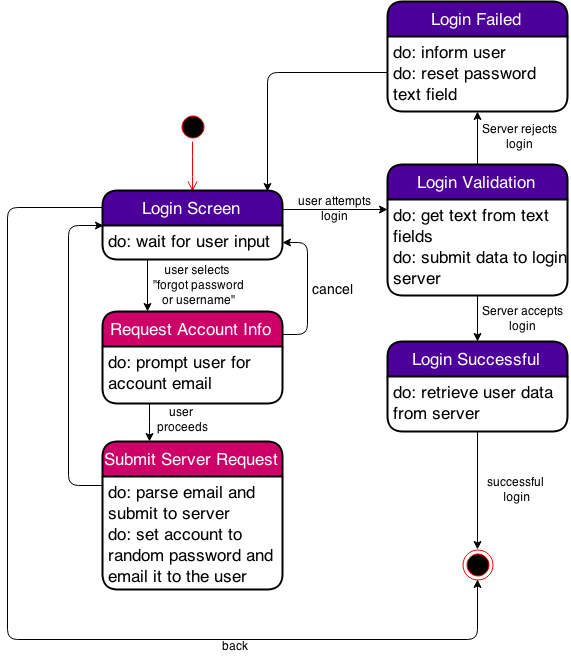 Login Failed
do: inform user
do: reset password
text field
Server rejects
login
Login Screen
do: wait for user input
user attempts
login
Login Validation
do: get text from text
fields
do: submit data to login
server
user selects
"forgot password
or username"
cancel
Server accepts
login
Request Account Info
do: prompt user for
account email
Login Successful
do: retrieve user data
from server
user
proceeds
Submit Server Request
do: parse email and
submit to server
do: set account to
random password and
email it to the user
successful
login
back